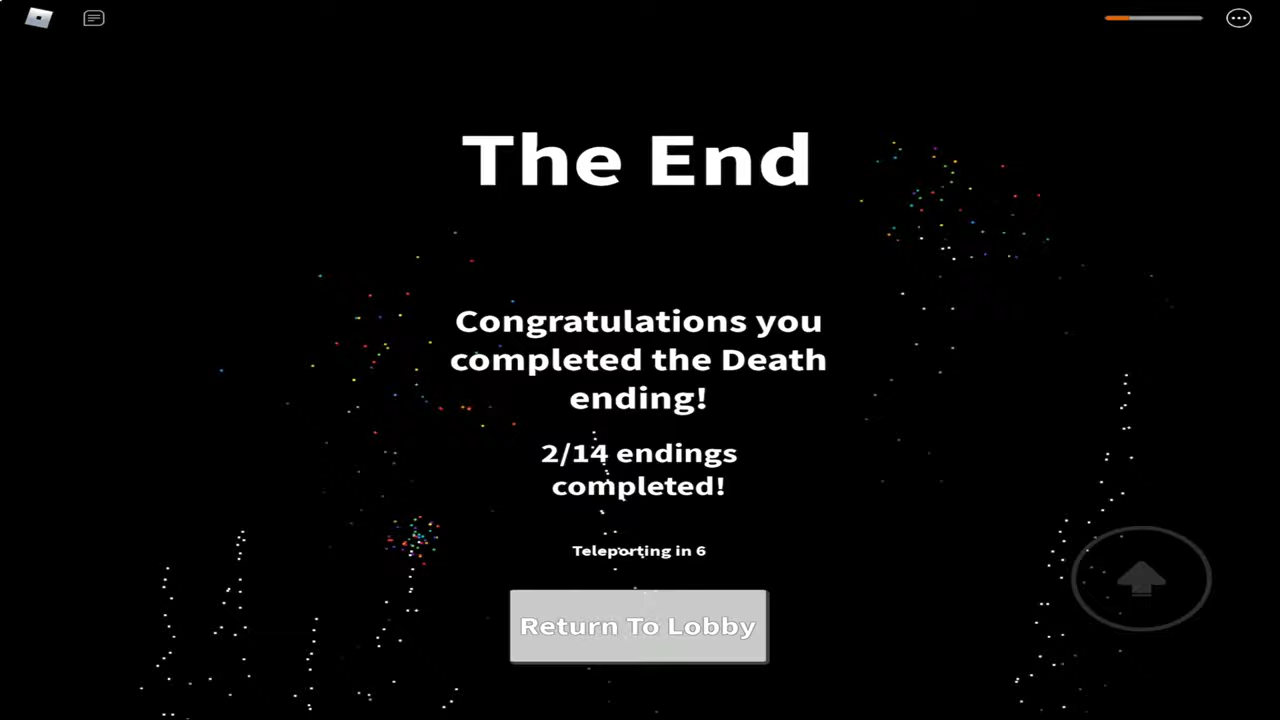 The End
Congratulations you
completed the Death
ending!
2/14 endings
completed!
Teleporting in 6
Return To Lobby